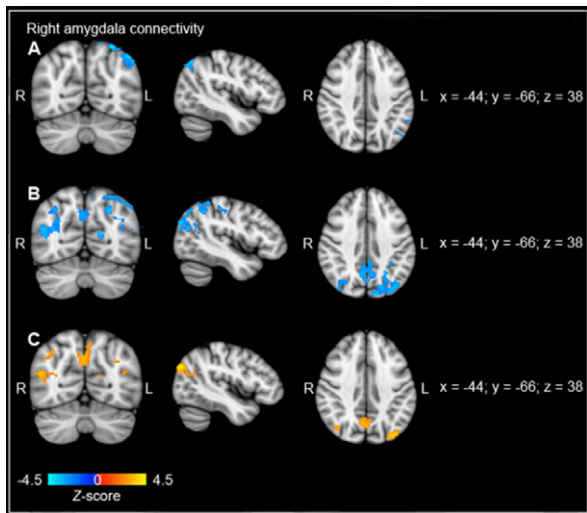 Right amygdala connectivity
A
R L x = -44; y = -66; z = 38
L
B
R L R L x = -44; y = -66; z = 38
C
R L R L x = -44; y = -66; z = 38
-4.5 0 4.5
Z-score